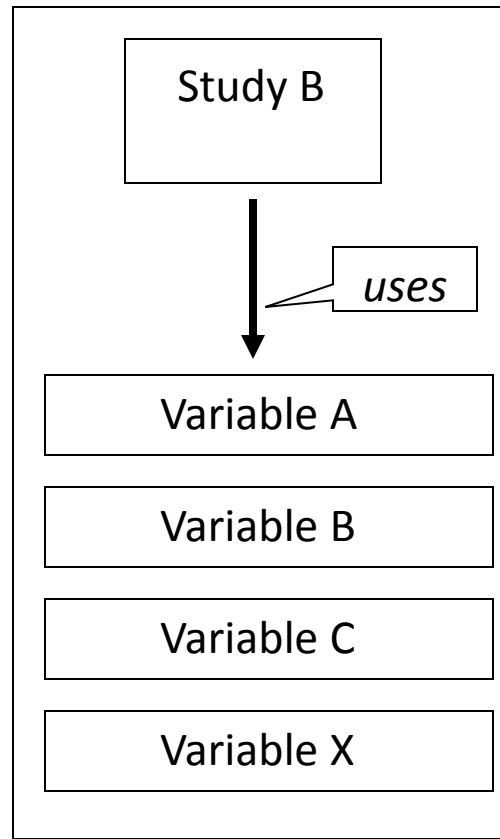 Study B
uses
Variable A
Variable B
Variable C
Variable X